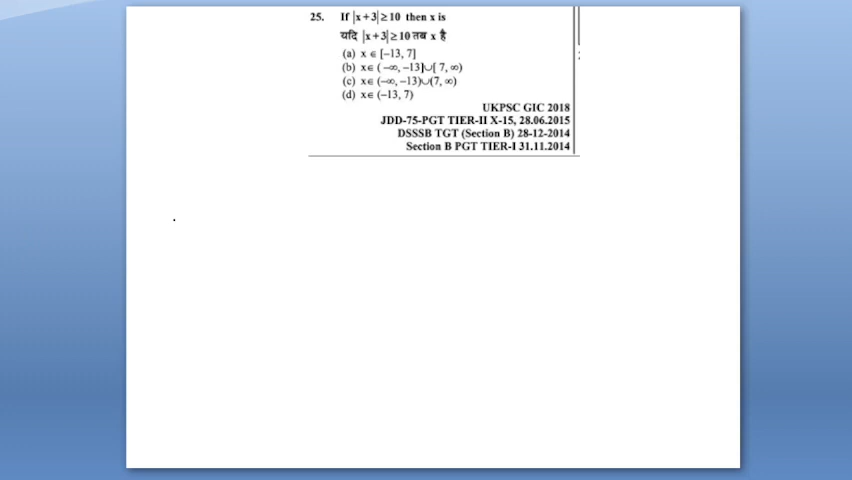 25. If |x+3| ≥ 10 then x is
यदि |x+3| ≥ 10 तब x है
(a) x ∈ [–13, 7]
(b) x∈ (–∞, –13]∪[ 7, ∞)
(c) x∈ (–∞, –13)∪(7, ∞)
(d) x∈ (–13, 7)
UKPSC GIC 2018
JDD-75-PGT TIER-II X-15, 28.06.2015
DSSSB TGT (Section B) 28-12-2014
Section B PGT TIER-I 31.11.2014